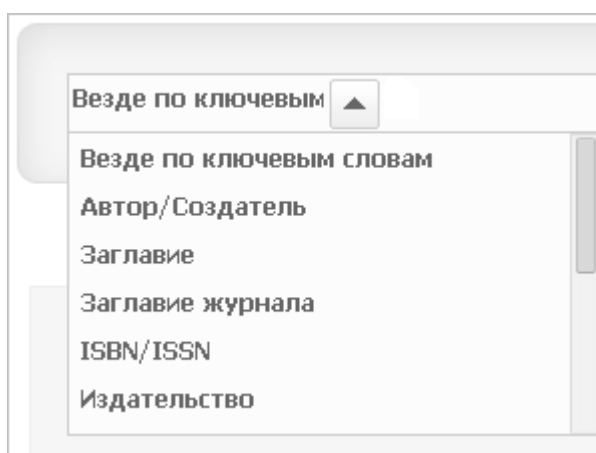 Везде по ключевым
Везде по ключевым словам
Автор/Создатель
Заглавие
Заглавие журнала
ISBN/ISSN
Издательство